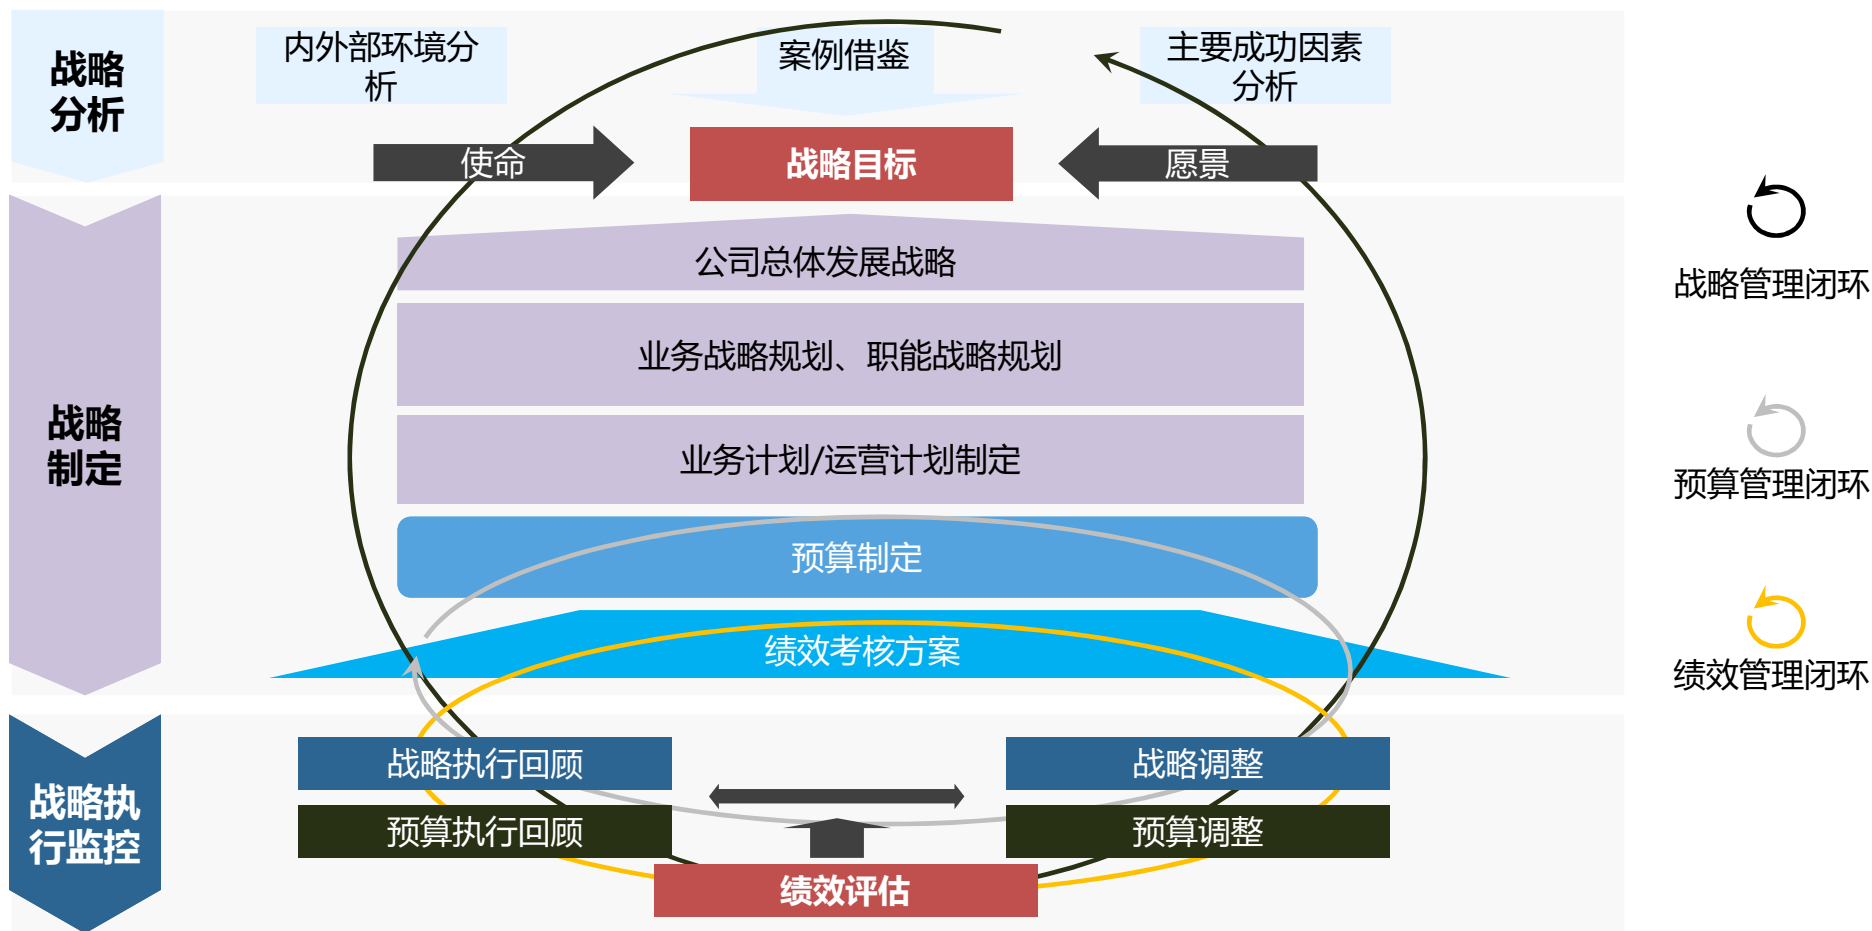 战略
分析
内外部环境分
析
案例借鉴
主要成功因素
分析
使命
战略目标
愿景
战略
制定
公司总体发展战略
业务战略规划、职能战略规划
业务计划/运营计划制定
预算制定
绩效考核方案
战略执
行监控
战略执行回顾
战略调整
预算执行回顾
预算调整
绩效评估
战略管理闭环
预算管理闭环
绩效管理闭环